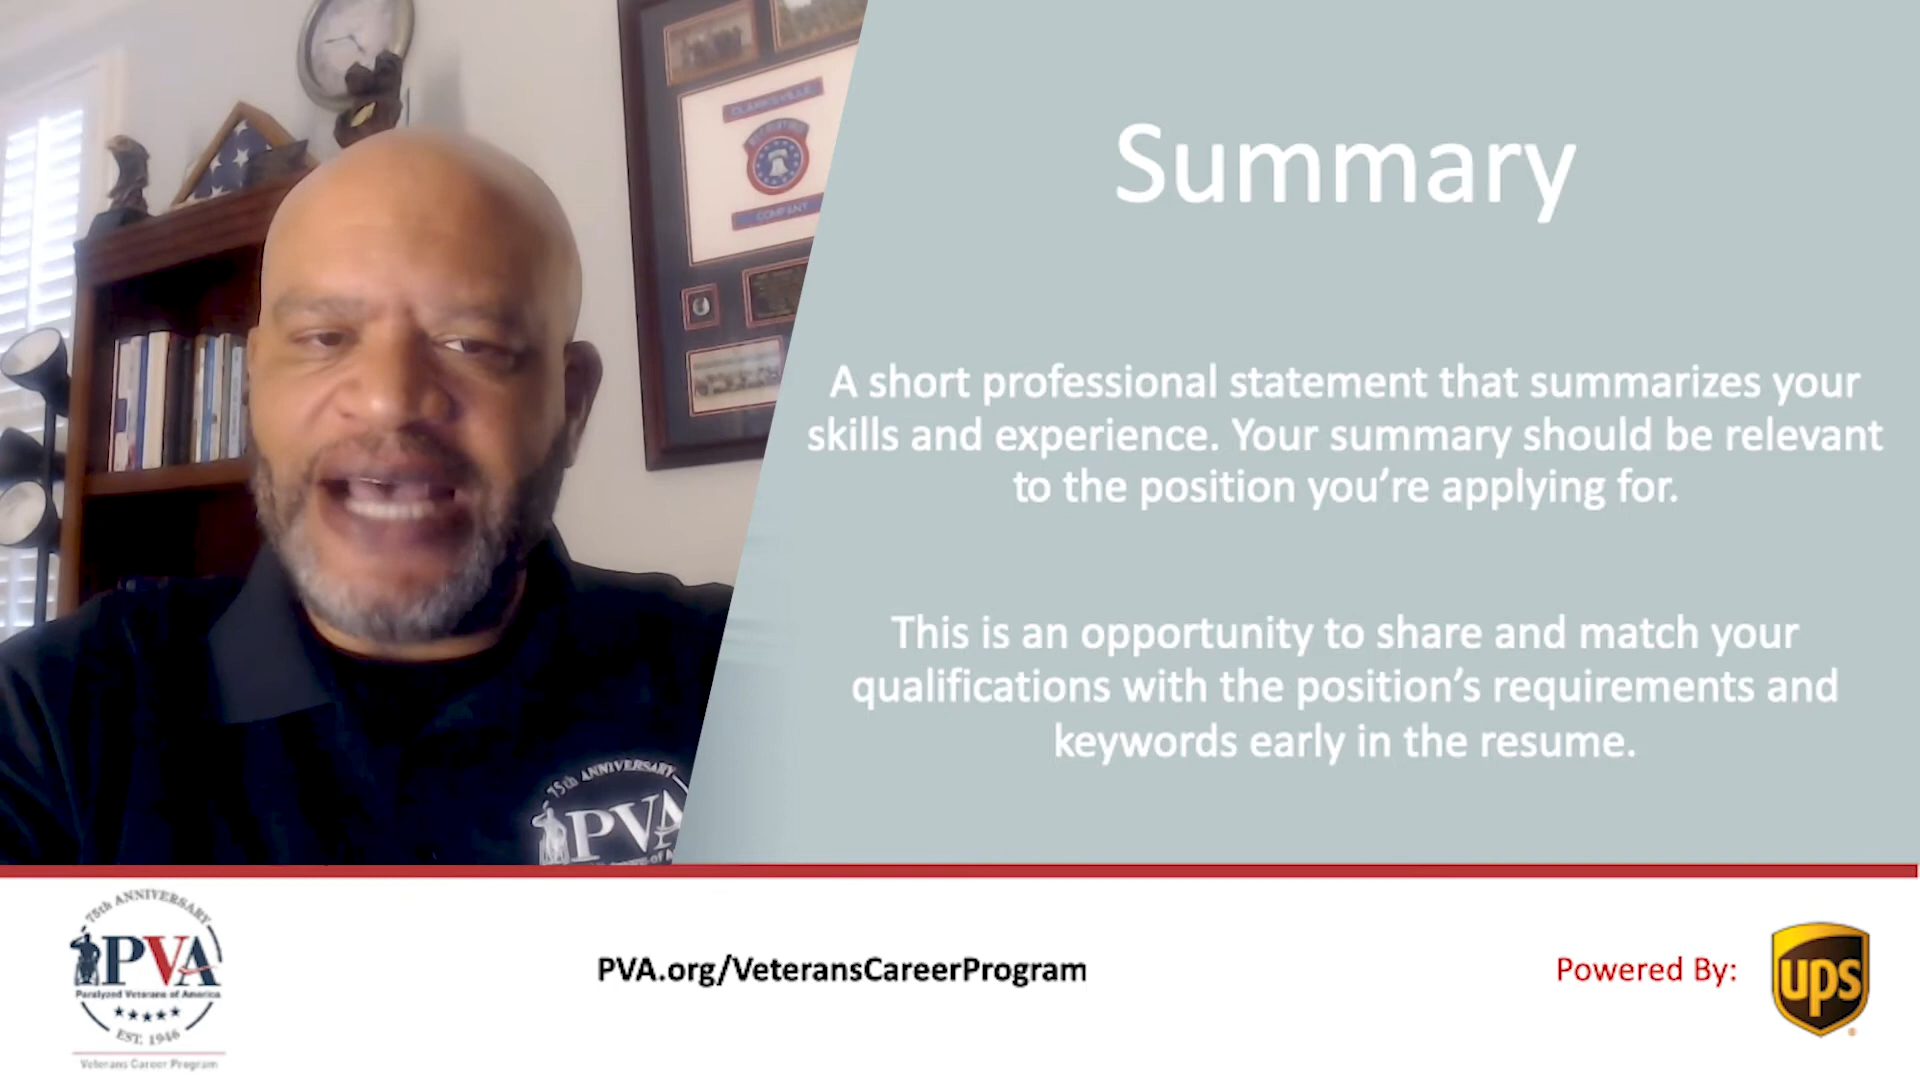 CLARKSVILLE
COMPANY
75th ANNIVERSARY
PVA
Summary
A short professional statement that summarizes your
skills and experience. Your summary should be relevant
to the position you’re applying for.
This is an opportunity to share and match your
qualifications with the position’s requirements and
keywords early in the resume.
75th ANNIVERSARY
PVA
Paralyzed Veterans of America
EST. 1946
Veterans Career Program
PVA.org/VeteransCareerProgram
Powered By:
ups